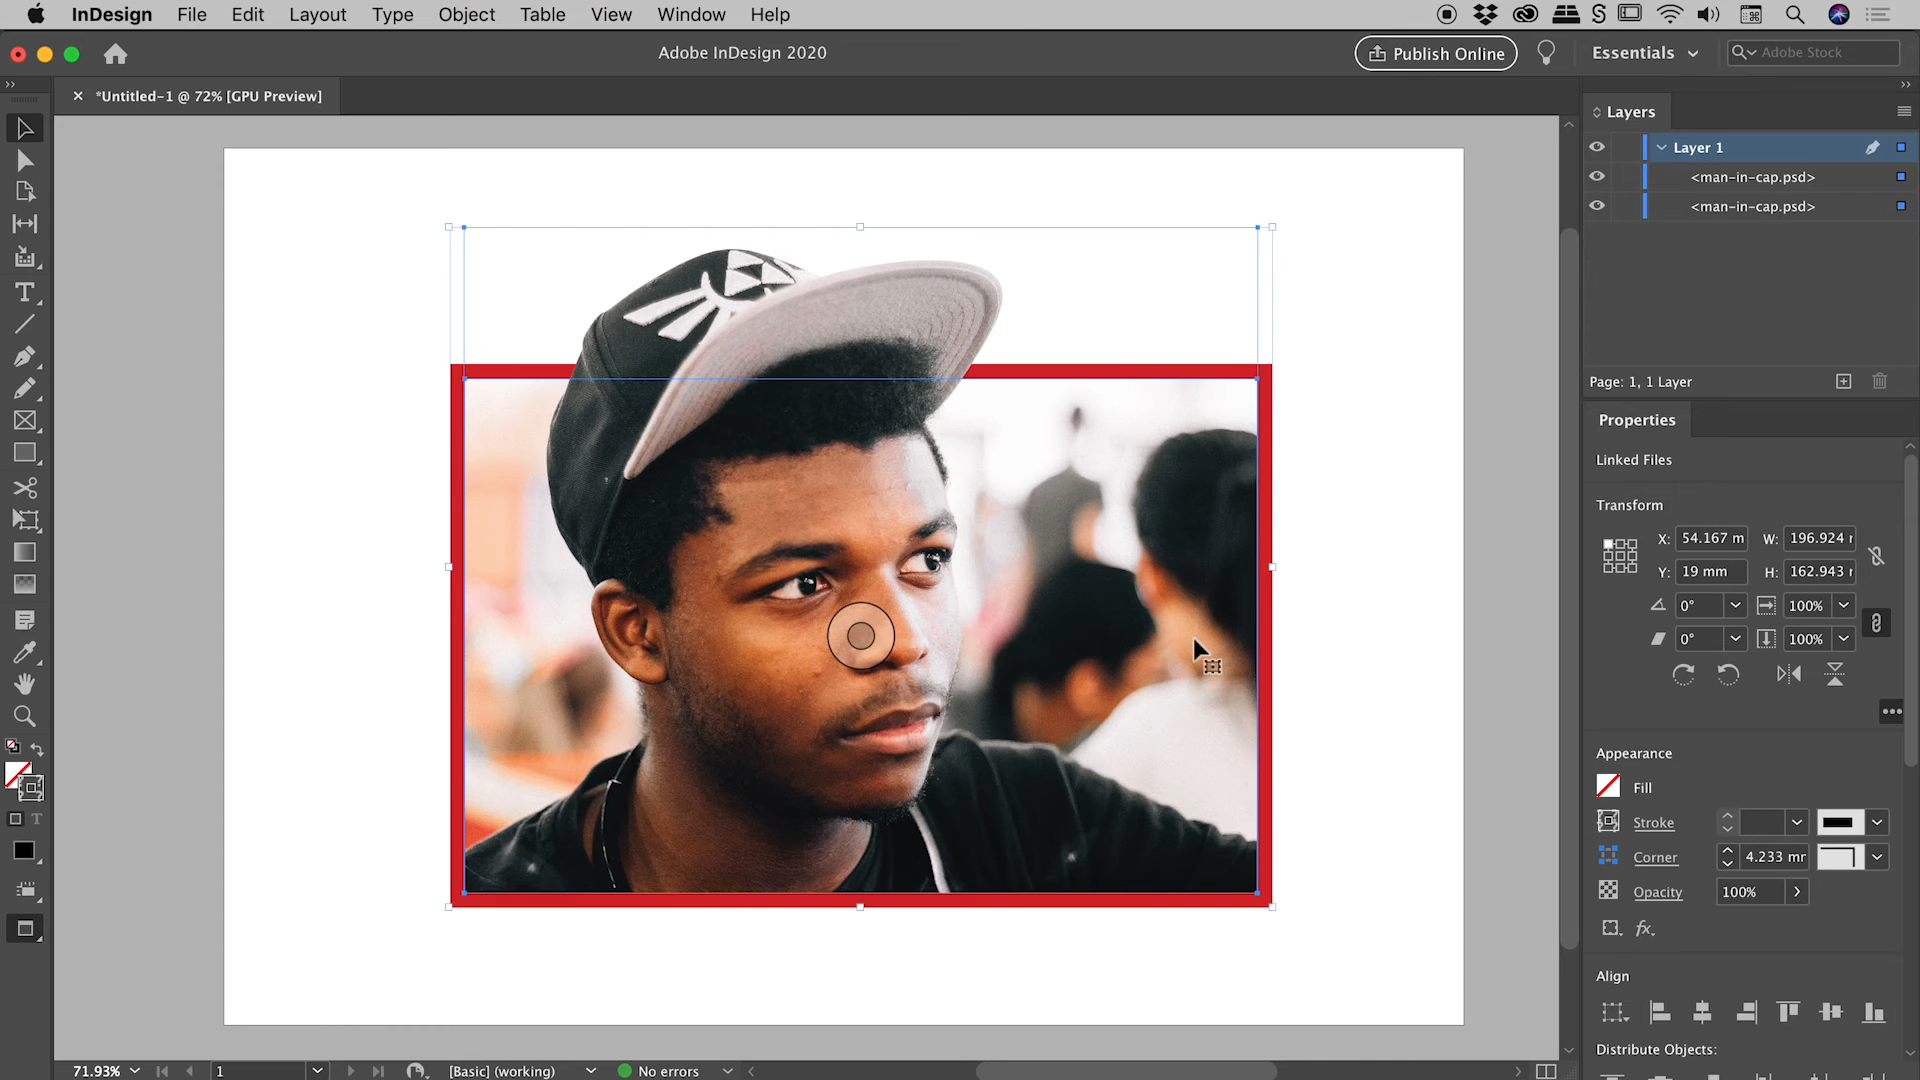 InDesign File Edit Layout Type Object Table View Window Help
Adobe InDesign 2020
Publish Online
Essentials
Adobe Stock
*Untitled-1 @ 72% [GPU Preview]
Layers
Layer 1
<man-in-cap.psd>
<man-in-cap.psd>
Page: 1, 1 Layer
Properties
Linked Files
Transform
X: 54.167 m W: 196.924
Y: 19 mm H: 162.943
0° 100%
0° 100%
Appearance
Fill
Stroke
Corner 4.233 mr
Opacity 100%
fx.
Align
Distribute Objects:
71.93% 1 [Basic] (working) No errors